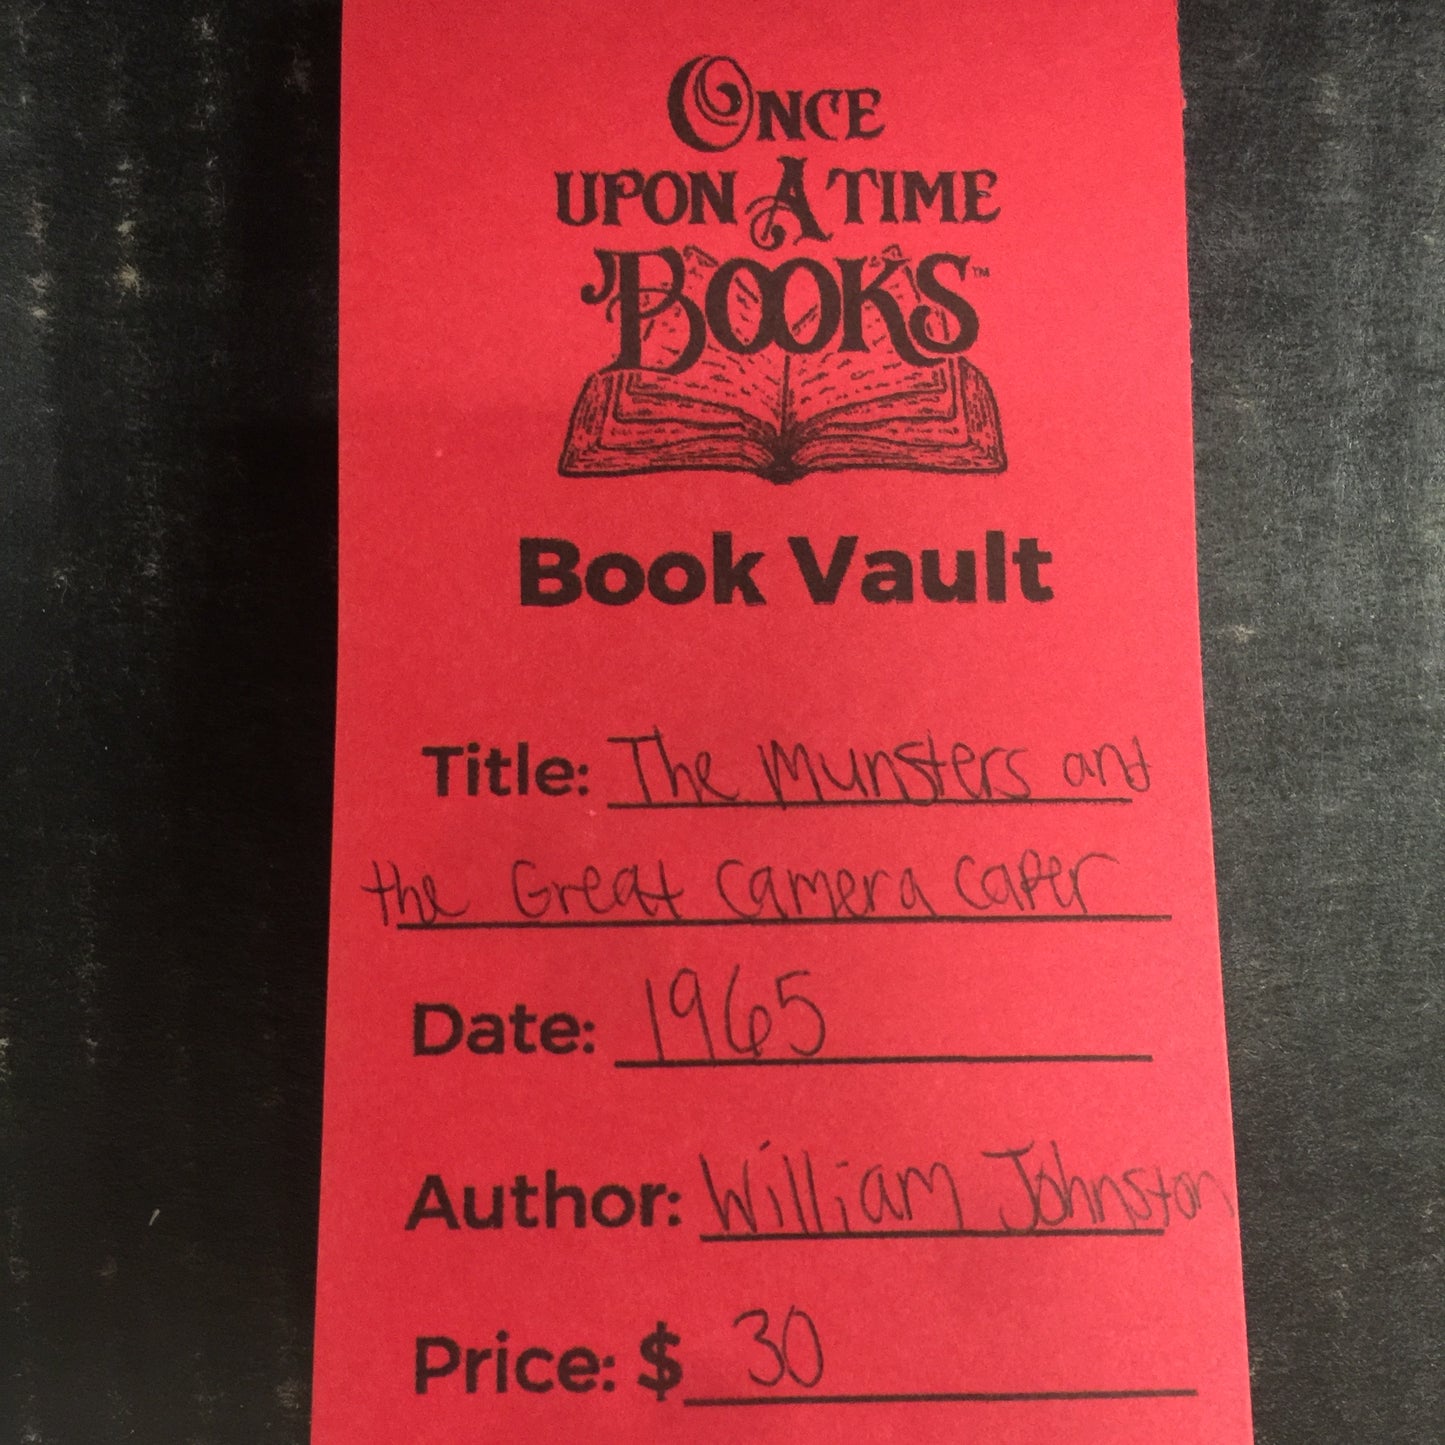 ONCE
UPON A TIME
BOOKS™
Book Vault
Title: The Munsters and
the Great Camera Caper
Date: 1965
Author: William Johnston
Price: $ 30